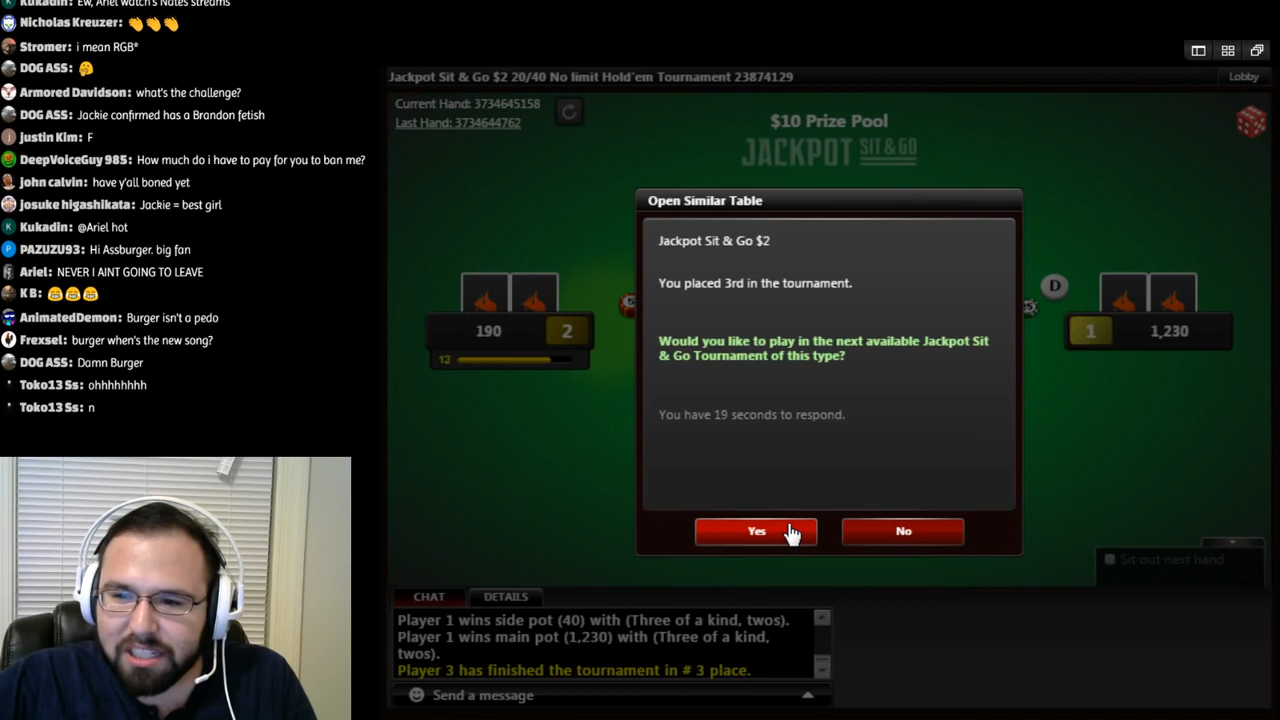 Kukadin: Ew, Ariel watch's Nates streams
Nicholas Kreuzer: 👏👏👏
Stromer: i mean RGB*
DOG ASS: 🤔
Armored Davidson: what's the challenge?
DOG ASS: Jackie confirmed has a Brandon fetish
justin Kim: F
DeepVoiceGuy 985: How much do i have to pay for you to ban me?
john calvin: have y'all boned yet
josuke higashikata: Jackie = best girl
K
Kukadin: @Ariel hot
P
PAZUZU93: Hi Assburger. big fan
Ariel: NEVER I AINT GOING TO LEAVE
K B: 😁😁😁
AnimatedDemon: Burger isn't a pedo
Frexsel: burger when's the new song?
DOG ASS: Damn Burger
Toko13 Ss: ohhhhhhhh
Toko13 Ss: n
Jackpot Sit & Go $2 20/40 No limit Hold'em Tournament 23874129
Lobby
Current Hand: 3734645158
Last Hand: 3734644762
$10 Prize Pool
JACKPOT SIT & GO
Open Similar Table
Jackpot Sit & Go $2
You placed 3rd in the tournament.
Would you like to play in the next available Jackpot Sit
& Go Tournament of this type?
You have 19 seconds to respond.
Yes
No
190
2
12
D
1
1,230
Sit out next hand
CHAT
DETAILS
Player 1 wins side pot (40) with (Three of a kind, twos).
Player 1 wins main pot (1,230) with (Three of a kind,
twos).
Player 3 has finished the tournament in # 3 place.
Send a message